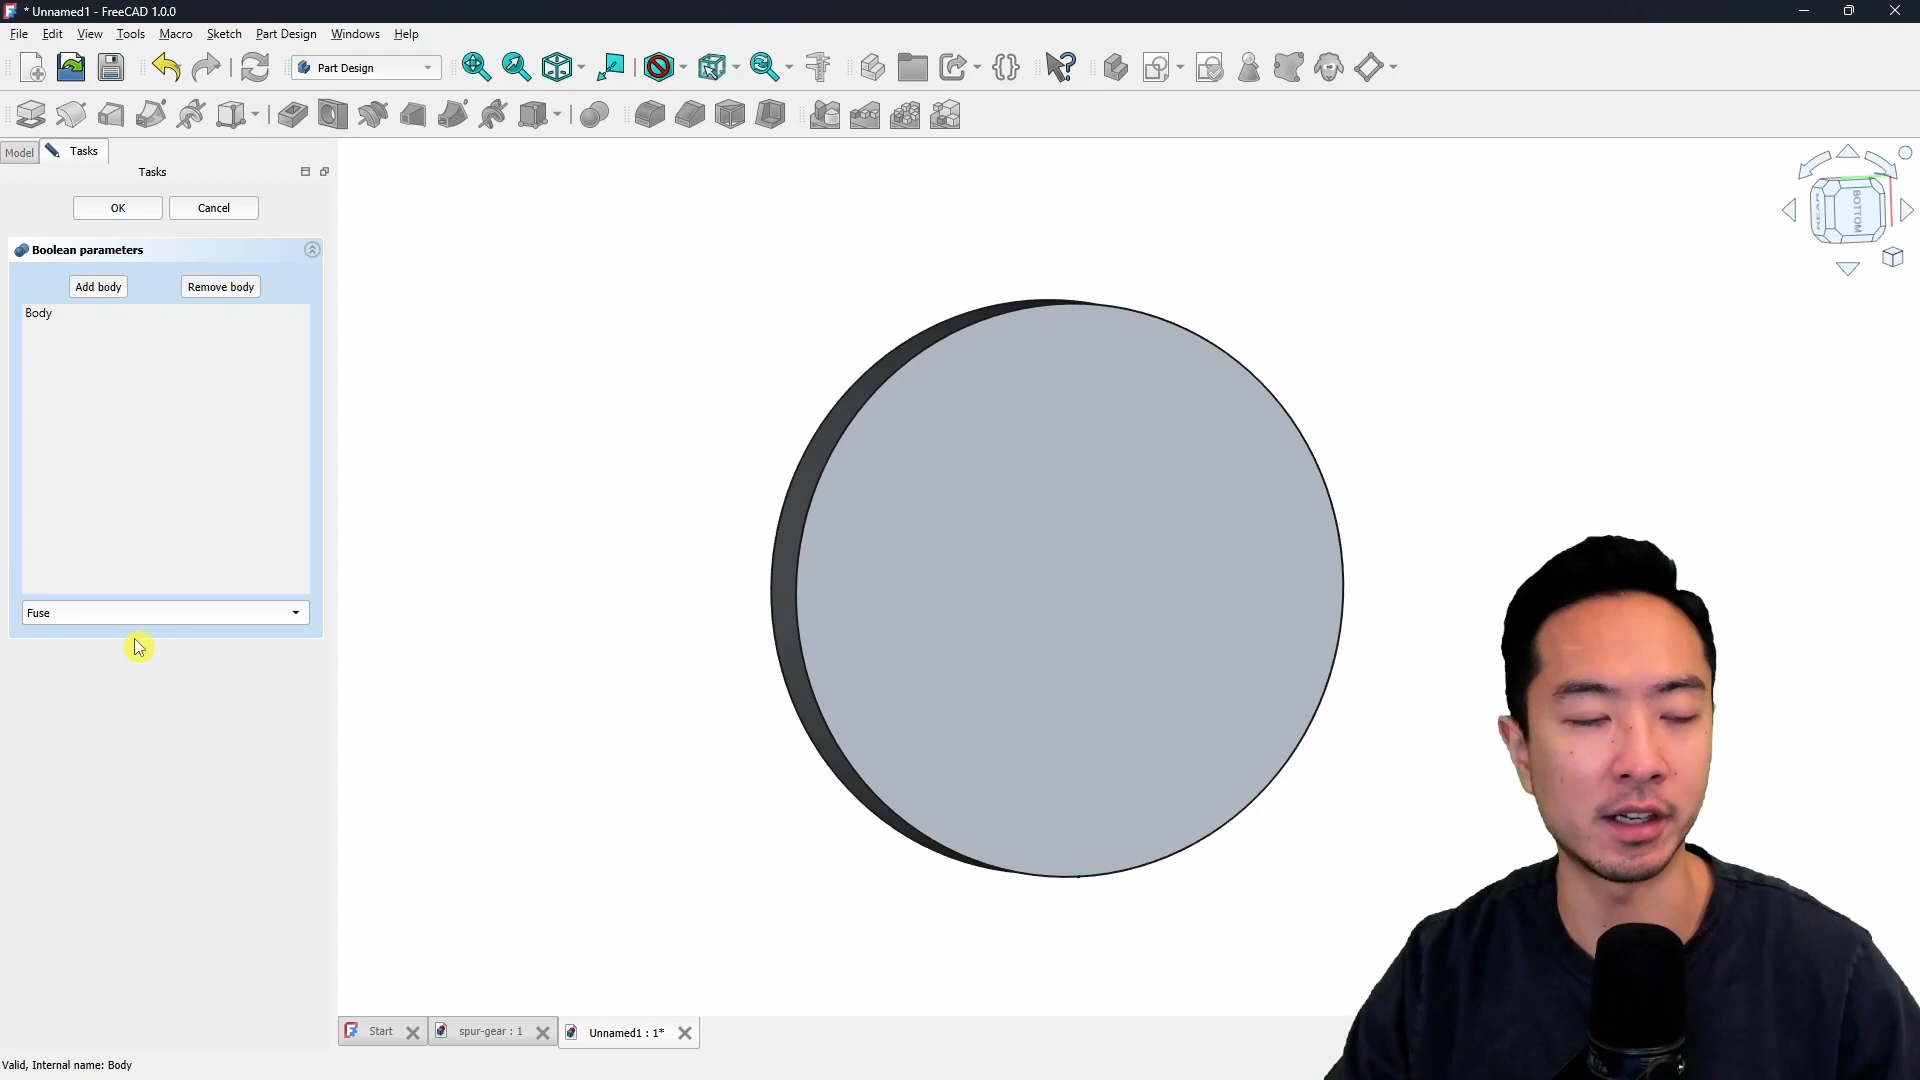 * Unnamed1 - FreeCAD 1.0.0
File Edit View Tools Macro Sketch Part Design Windows Help
Part Design
Model Tasks
Tasks
OK Cancel
Boolean parameters
Add body Remove body
Body
Fuse
REAR BOTTOM
Start spur-gear : 1 Unnamed1 : 1*
Valid, Internal name: Body